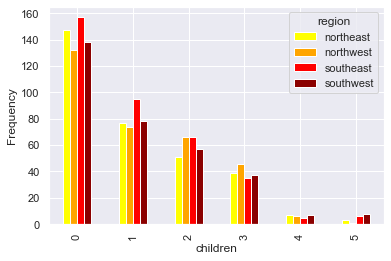 160
140
120
100
80
60
40
20
0
Frequency
region
northeast
northwest
southeast
southwest
0
1
2
3
4
5
children